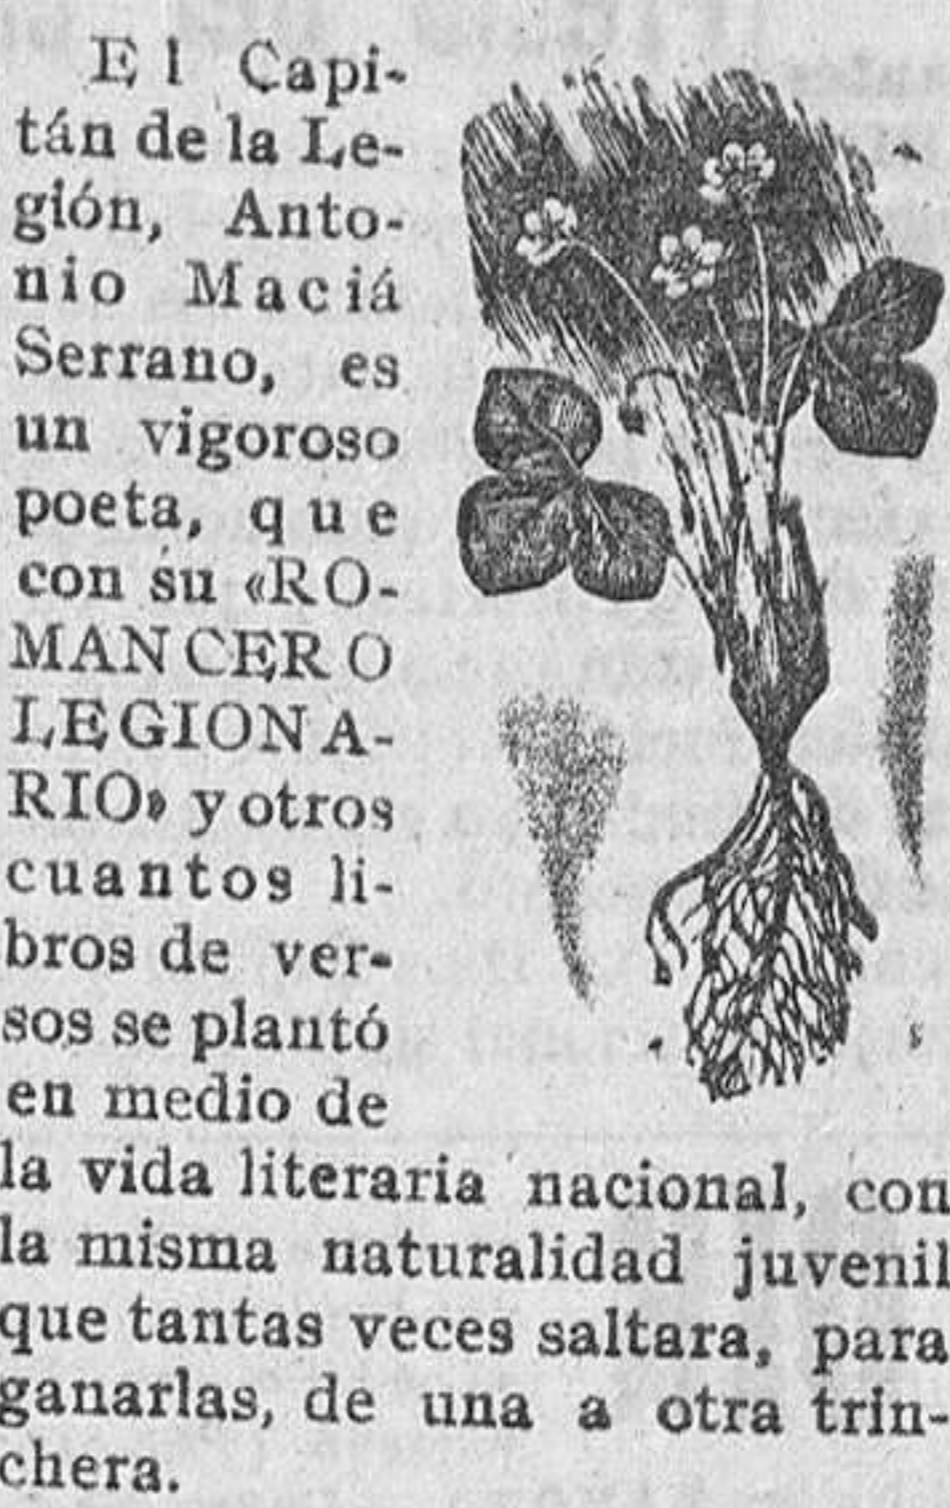 El Capi-
tán de la Le-
gión, Anto-
nio Maciá
Serrano, es
un vigoroso
poeta, que
con su «RO-
MANCERO
LEGIONA-
RIO» y otros
cuantos li-
bros de ver-
sos se plantó
en medio de
la vida literaria nacional, con
la misma naturalidad juvenil
que tantas veces saltara, para
ganarlas, de una a otra trin-
chera.